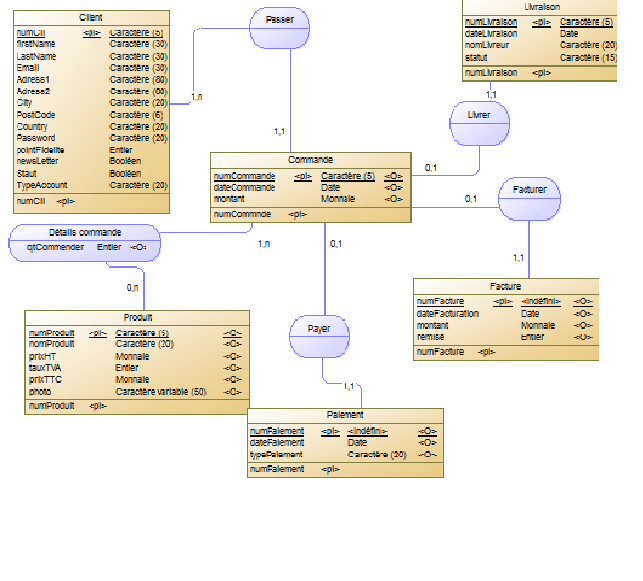 Client
numCli <pi> Caractère (5)
firstName Caractère (30)
LastName Caractère (30)
Email Caractère (30)
Adress1 Caractère (80)
Adress2 Caractère (80)
City Caractère (20)
PostCode Caractère (6)
Country Caractère (20)
Password Caractère (20)
pointFidelite Entier
newsLetter Booléen
Staut Booléen
TypeAccount Caractère (20)
numCli <pi>
Passer
1,n
1,1
Livraison
numLivraison <pi> Caractère (5)
dateLivraison Date
nomLivreur Caractère (20)
statut Caractère (15)
numLivraison <pi>
1,1
Livrer
0,1
Commande
numCommande <pi> Caractère (5) <O>
dateCommande Date <O>
montant Monnaie <O>
numCommnde <pi>
0,1
Facturer
1,1
Détails commande
qtCommender Entier <O>
1,n
0,1
0,n
Facture
numFacture <pi> <Indéfini> <O>
dateFacturation Date <O>
montant Monnaie <O>
remise Entier <O>
numFacture <pi>
Produit
numProduit <pi> Caractère (5) <O>
nomProduit Caractère (20) <O>
prixHT Monnaie <O>
tauxTVA Entier <O>
prixTTC Monnaie <O>
photo Caractère variable (50) <O>
numProduit <pi>
Payer
1,1
Paiement
numPaiement <pi> <Indéfini> <O>
datePaiement Date <O>
typePaiement Caractère (20) <O>
numPaiement <pi>